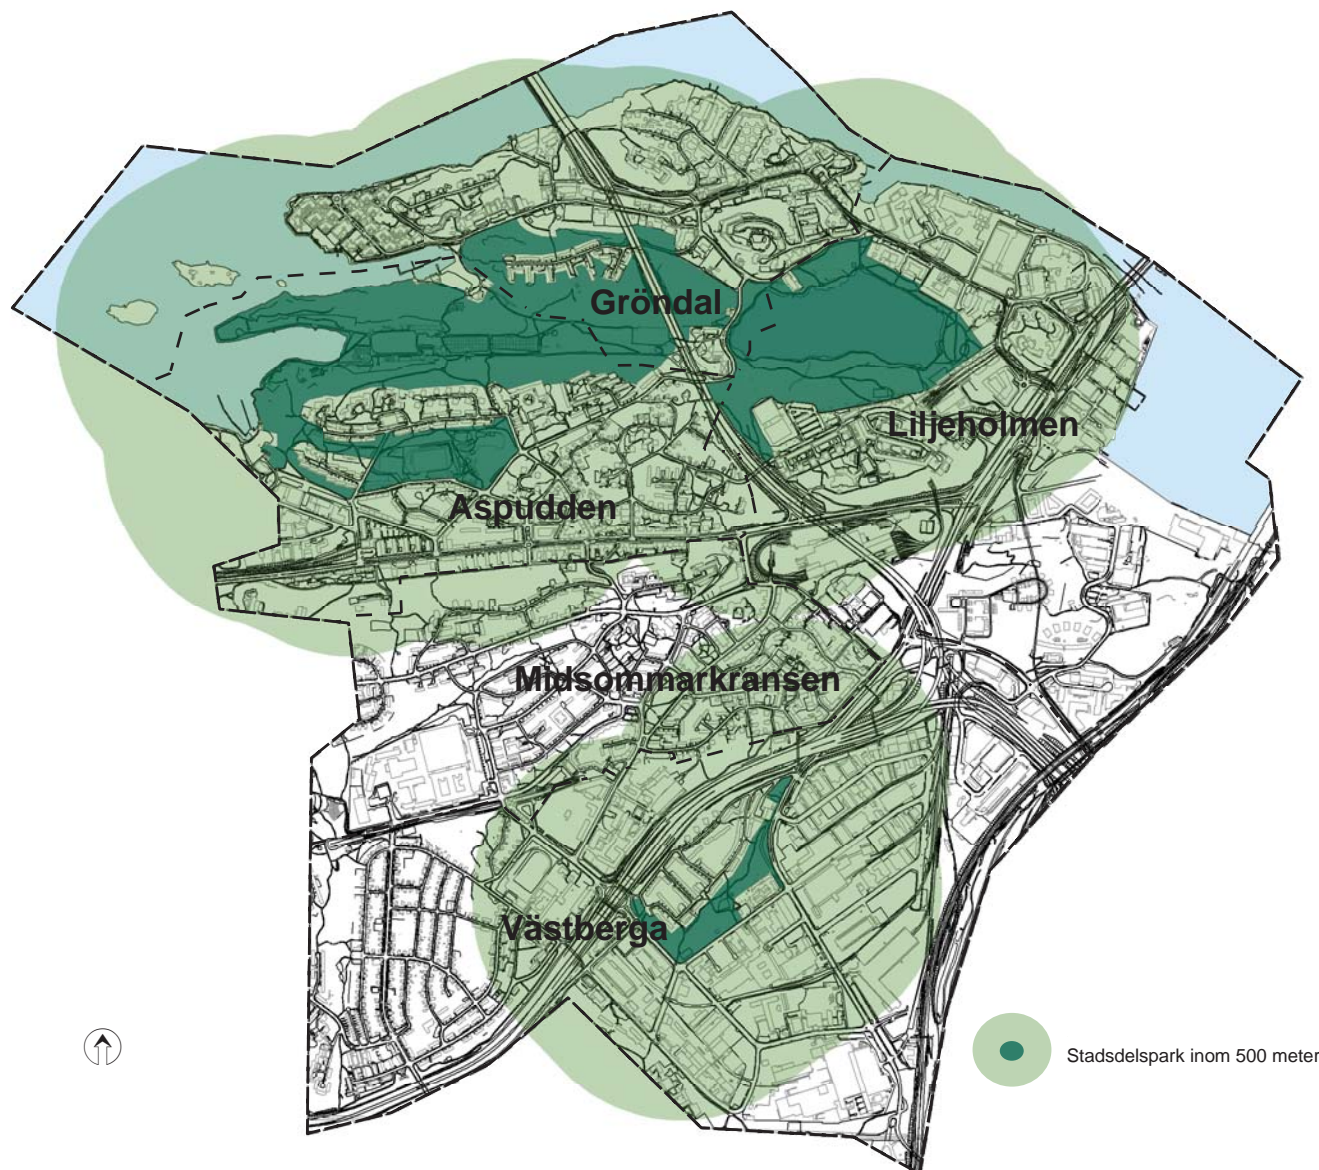 Gröndal
Liljeholmen
Aspudden
Midsommarkransen
Västberga
Stadsdelspark inom 500 meter